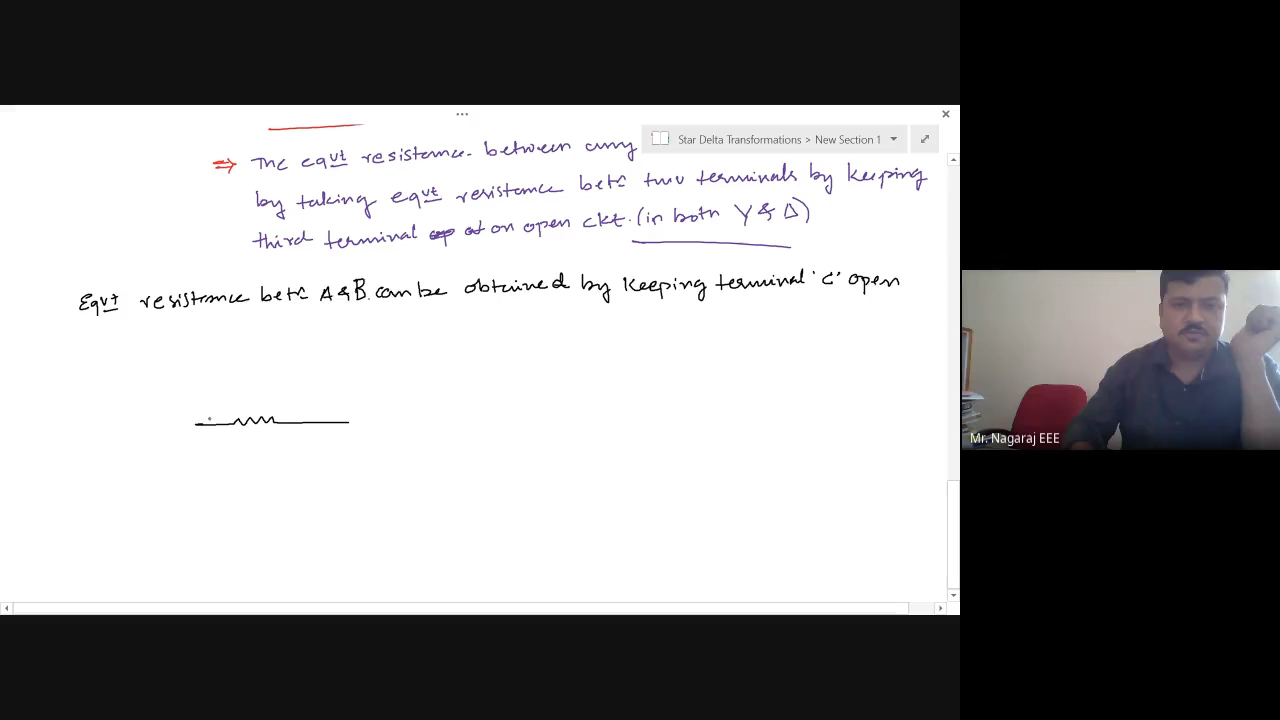 Star Delta Transformations > New Section 1
⇒ The eqvt resistance between any
by taking eqvt resistance betn two terminals by keeping
third terminal on open ckt. (in both Y & Δ)
Eqvt resistance betn A & B. can be obtained by keeping terminal 'C' open
Mr. Nagaraj EEE